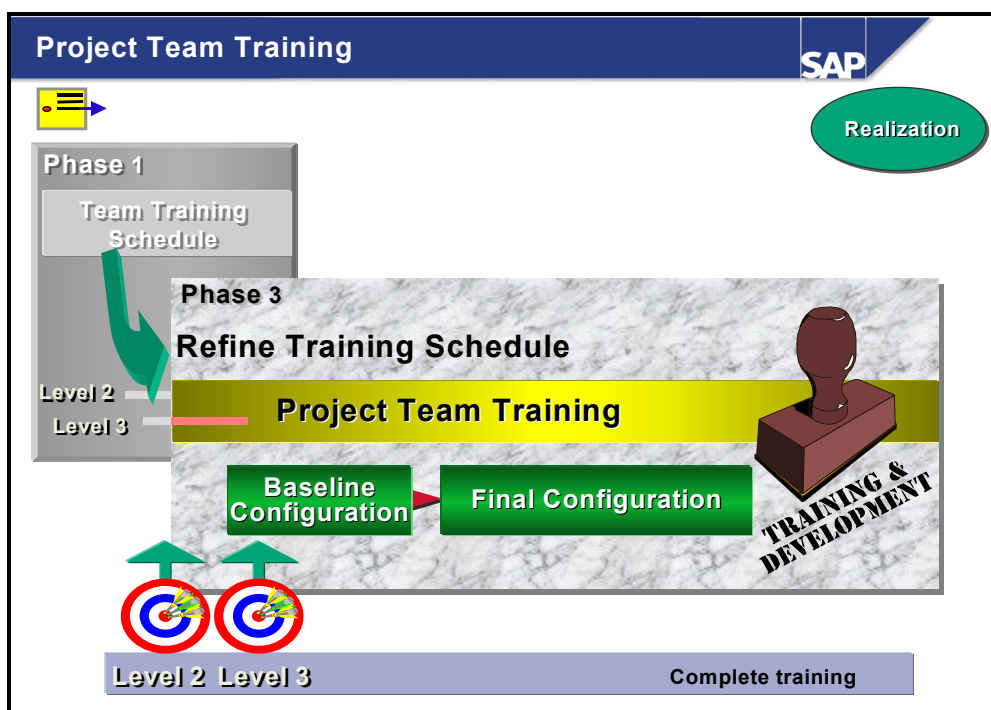 Project Team Training
SAP
Realization
Phase 1
Team Training
Schedule
Phase 3
Refine Training Schedule
Level 2
Level 3
Project Team Training
Baseline
Configuration
Final Configuration
TRAINING &
DEVELOPMENT
Level 2 Level 3
Complete training